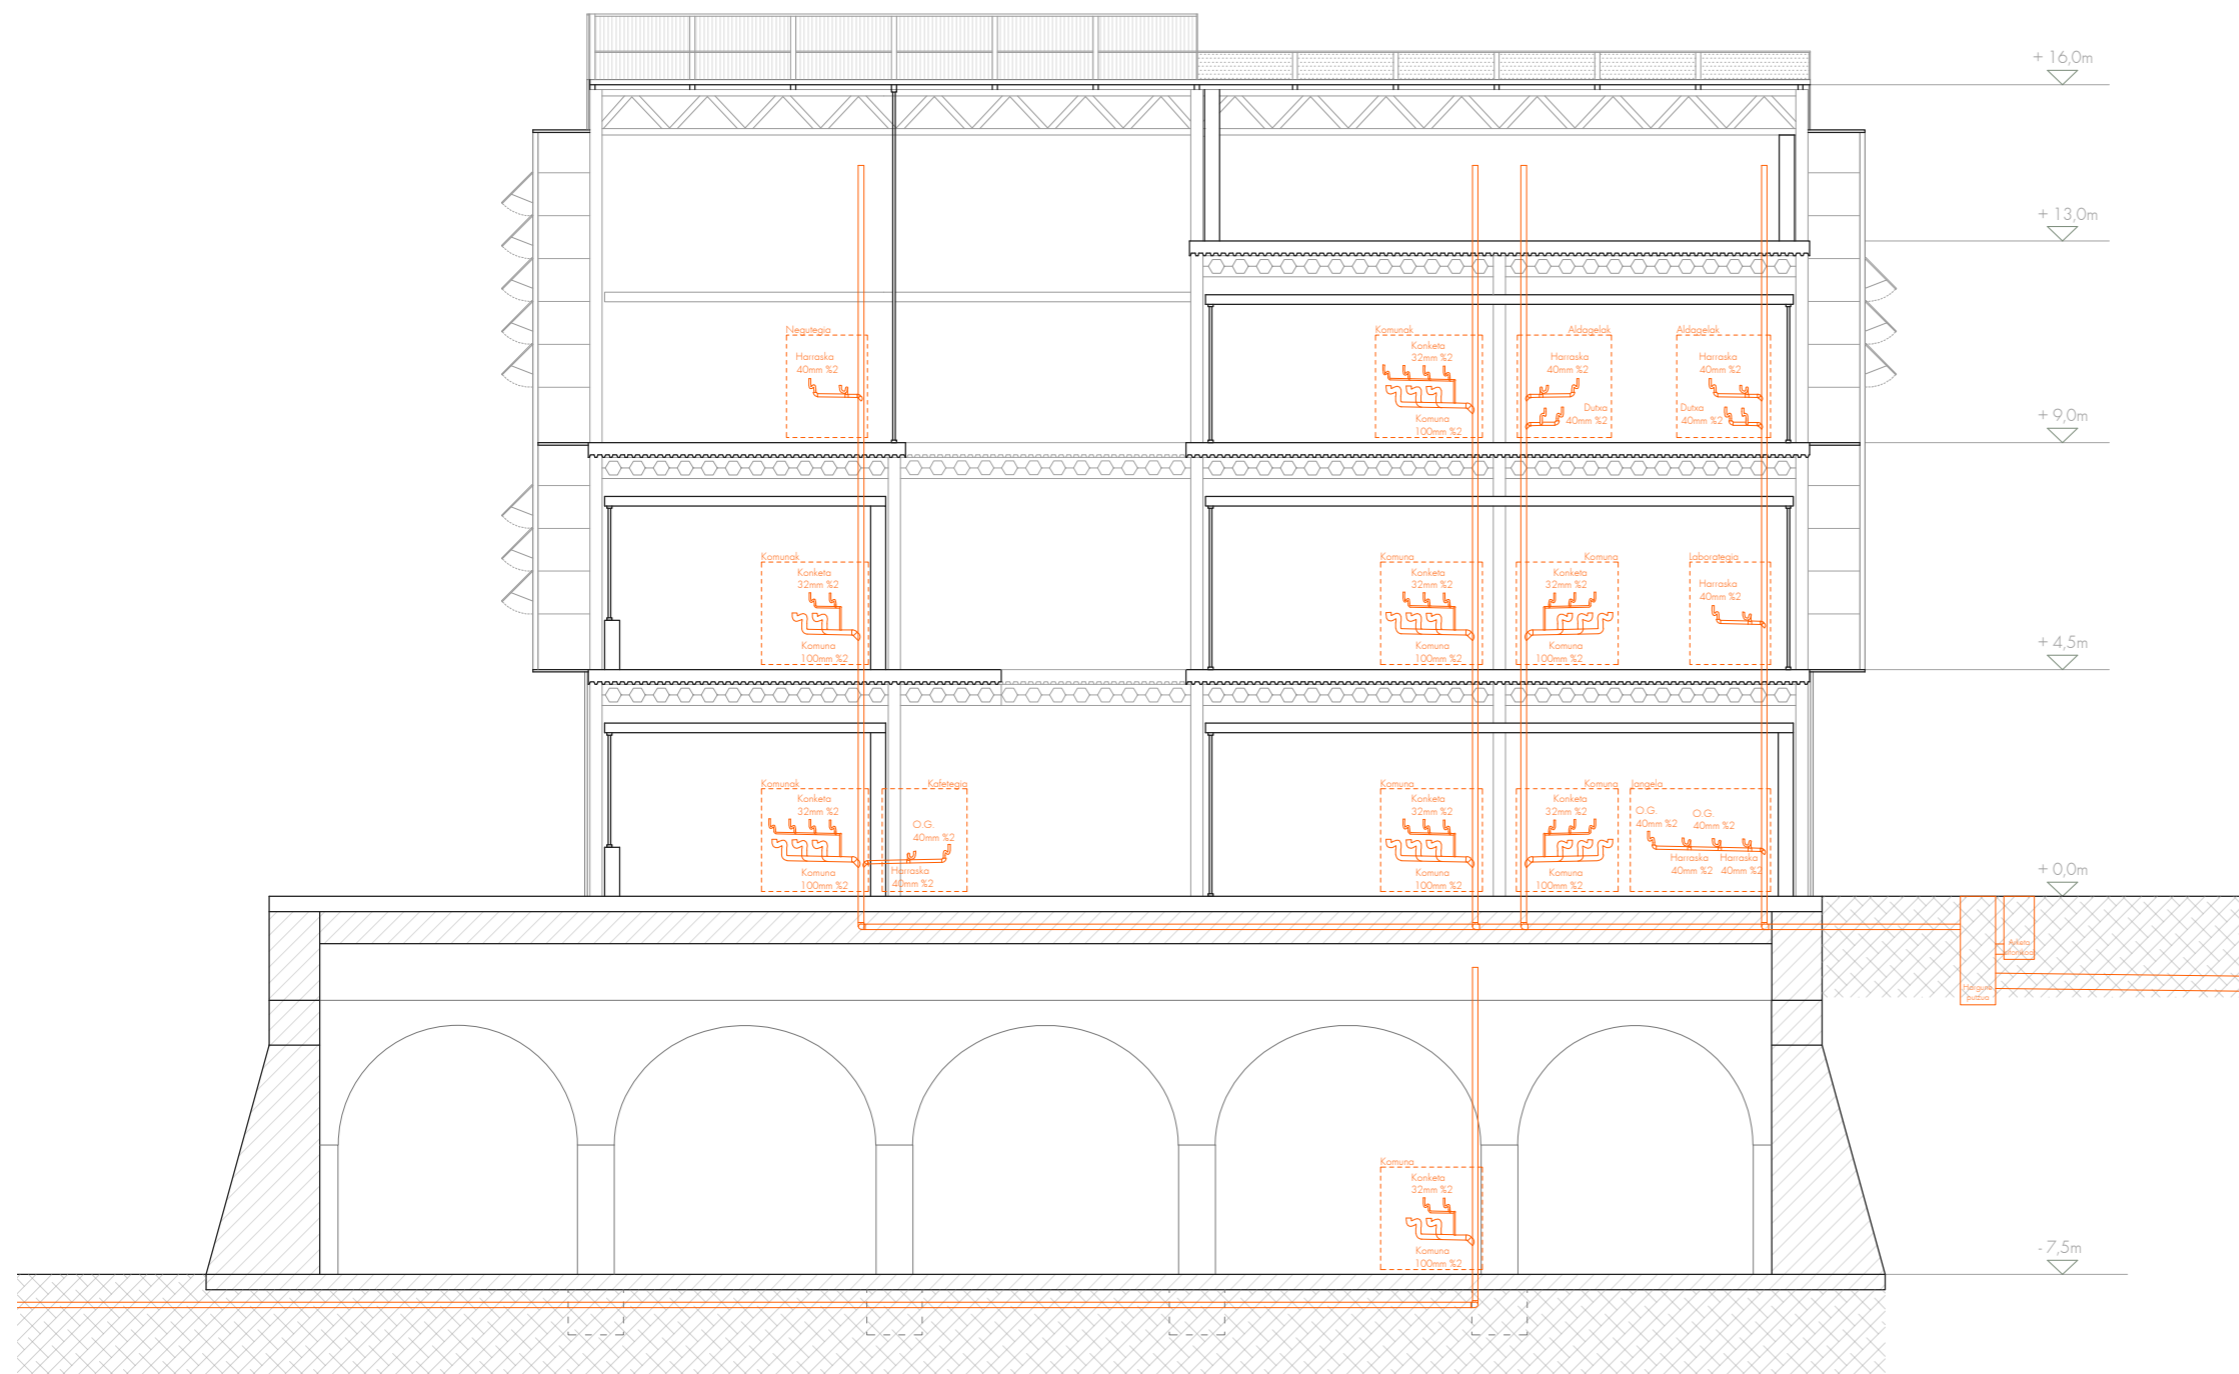 + 16,0m
+ 13,0m
Negutegia
Harraska
40mm %2
Komunak
Konketa
32mm %2
Komuna
100mm %2
Aldagelak
Harraska
40mm %2
Dutxa
40mm %2
Aldagelak
Harraska
40mm %2
Dutxa
40mm %2
+ 9,0m
Komunak
Konketa
32mm %2
Komuna
100mm %2
Komuna
Konketa
32mm %2
Komuna
100mm %2
Komuna
Konketa
32mm %2
Komuna
100mm %2
Laborategia
Harraska
40mm %2
+ 4,5m
Komunak
Konketa
32mm %2
Komuna
100mm %2
Kafetegia
O.G.
40mm %2
Harraska
40mm %2
Komuna
Konketa
32mm %2
Komuna
100mm %2
Komuna
Konketa
32mm %2
Komuna
100mm %2
Jangela
O.G.
40mm %2
O.G.
40mm %2
Harraska
40mm %2
Harraska
40mm %2
+ 0,0m
Arketa
putzua
Komuna
Konketa
32mm %2
Komuna
100mm %2
- 7,5m